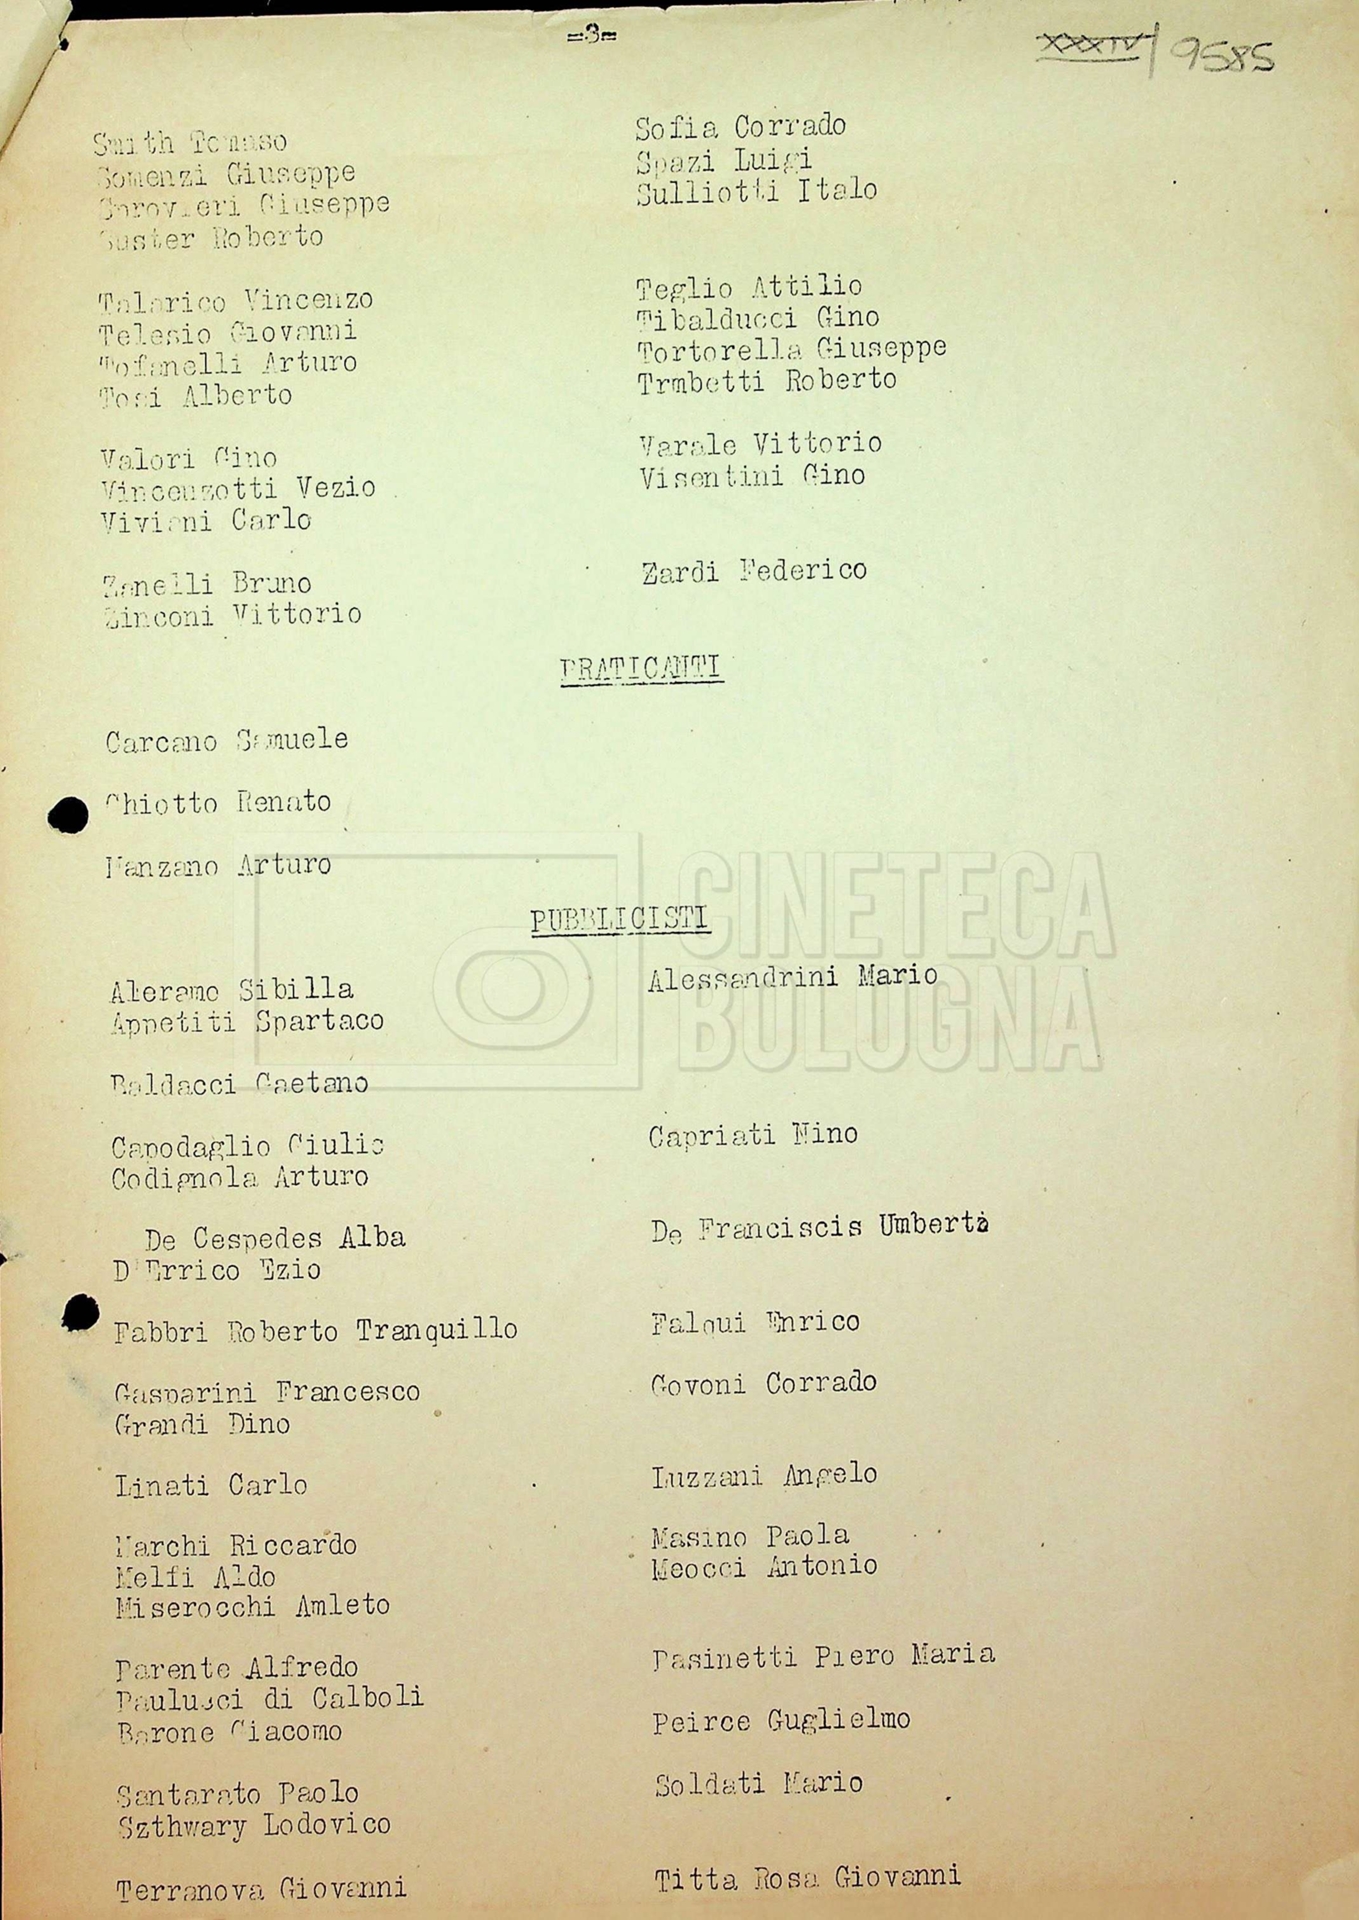 =3=
XXXIV/9585
Smith Tomaso
Somenzi Giuseppe
Sprovieri Giuseppe
Suster Roberto
Sofia Corrado
Spazi Luigi
Sulliotti Italo
Talarico Vincenzo
Telesio Giovanni
Tofanelli Arturo
Tosi Alberto
Teglio Attilio
Tibalducci Gino
Tortorella Giuseppe
Trmbetti Roberto
Valori Gino
Vincenzotti Vezio
Viviani Carlo
Varale Vittorio
Visentini Gino
Zanelli Bruno
Zinconi Vittorio
Zardi Federico
PRATICANTI
Carcano Samuele
Chiotto Renato
Manzano Arturo
PUBBLICISTI
Aleramo Sibilla
Appetiti Spartaco
Alessandrini Mario
Baldacci Gaetano
Capodaglio Giulio
Codignola Arturo
Capriati Nino
De Cespedes Alba
D'Errico Ezio
De Franciscis Umberto
Fabbri Roberto Tranquillo
Falqui Enrico
Gasparini Francesco
Grandi Dino
Govoni Corrado
Linati Carlo
Luzzani Angelo
Marchi Riccardo
Melfi Aldo
Miserocchi Amleto
Masino Paola
Meocci Antonio
Parente Alfredo
Paulucci di Calboli
Barone Giacomo
Pasinetti Piero Maria
Peirce Guglielmo
Santarato Paolo
Szthwary Lodovico
Soldati Mario
Terranova Giovanni
Titta Rosa Giovanni
CINETECA
BOLOGNA